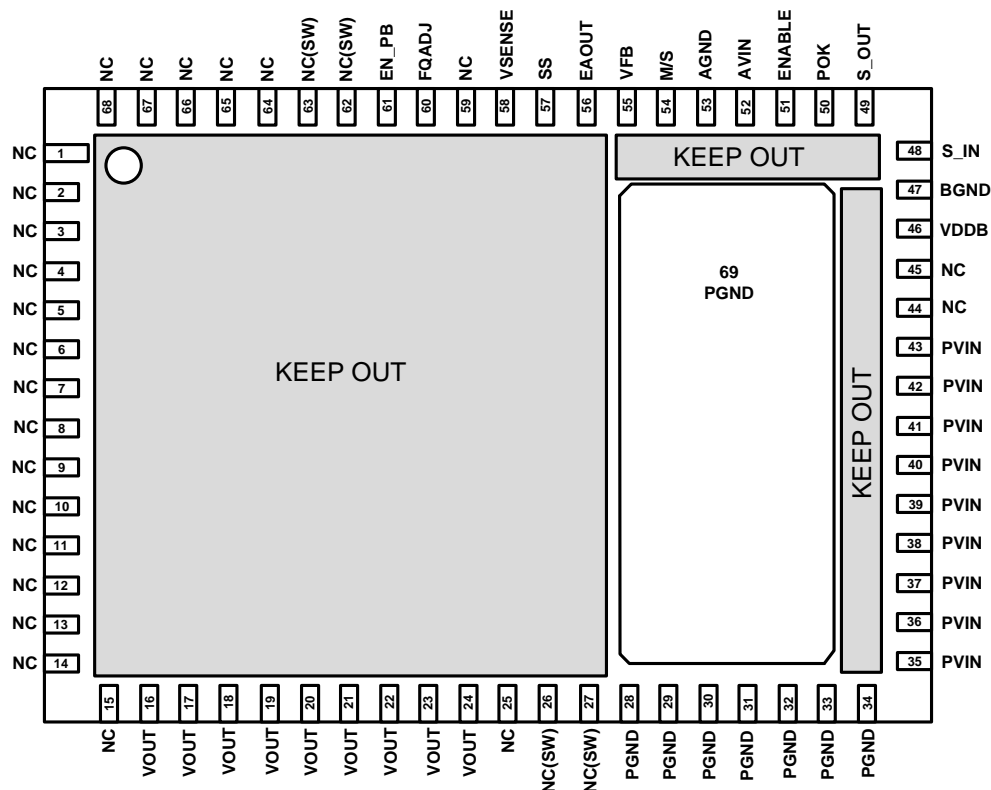 NC NC NC NC NC NC(SW) NC(SW) EN_PB FQADJ NC VSENSE SS EAOUT VFB M/S AGND AVIN ENABLE POK S_OUT
68 67 66 65 64 63 62 61 60 59 58 57 56 55 54 53 52 51 50 49
NC 1
NC 2
NC 3
NC 4
NC 5
NC 6
NC 7
NC 8
NC 9
NC 10
NC 11
NC 12
NC 13
NC 14
KEEP OUT
KEEP OUT
69
PGND
KEEP OUT
48 S_IN
47 BGND
46 VDDB
45 NC
44 NC
43 PVIN
42 PVIN
41 PVIN
40 PVIN
39 PVIN
38 PVIN
37 PVIN
36 PVIN
35 PVIN
15 16 17 18 19 20 21 22 23 24 25 26 27 28 29 30 31 32 33 34
NC VOUT VOUT VOUT VOUT VOUT VOUT VOUT VOUT VOUT NC NC(SW) NC(SW) PGND PGND PGND PGND PGND PGND PGND